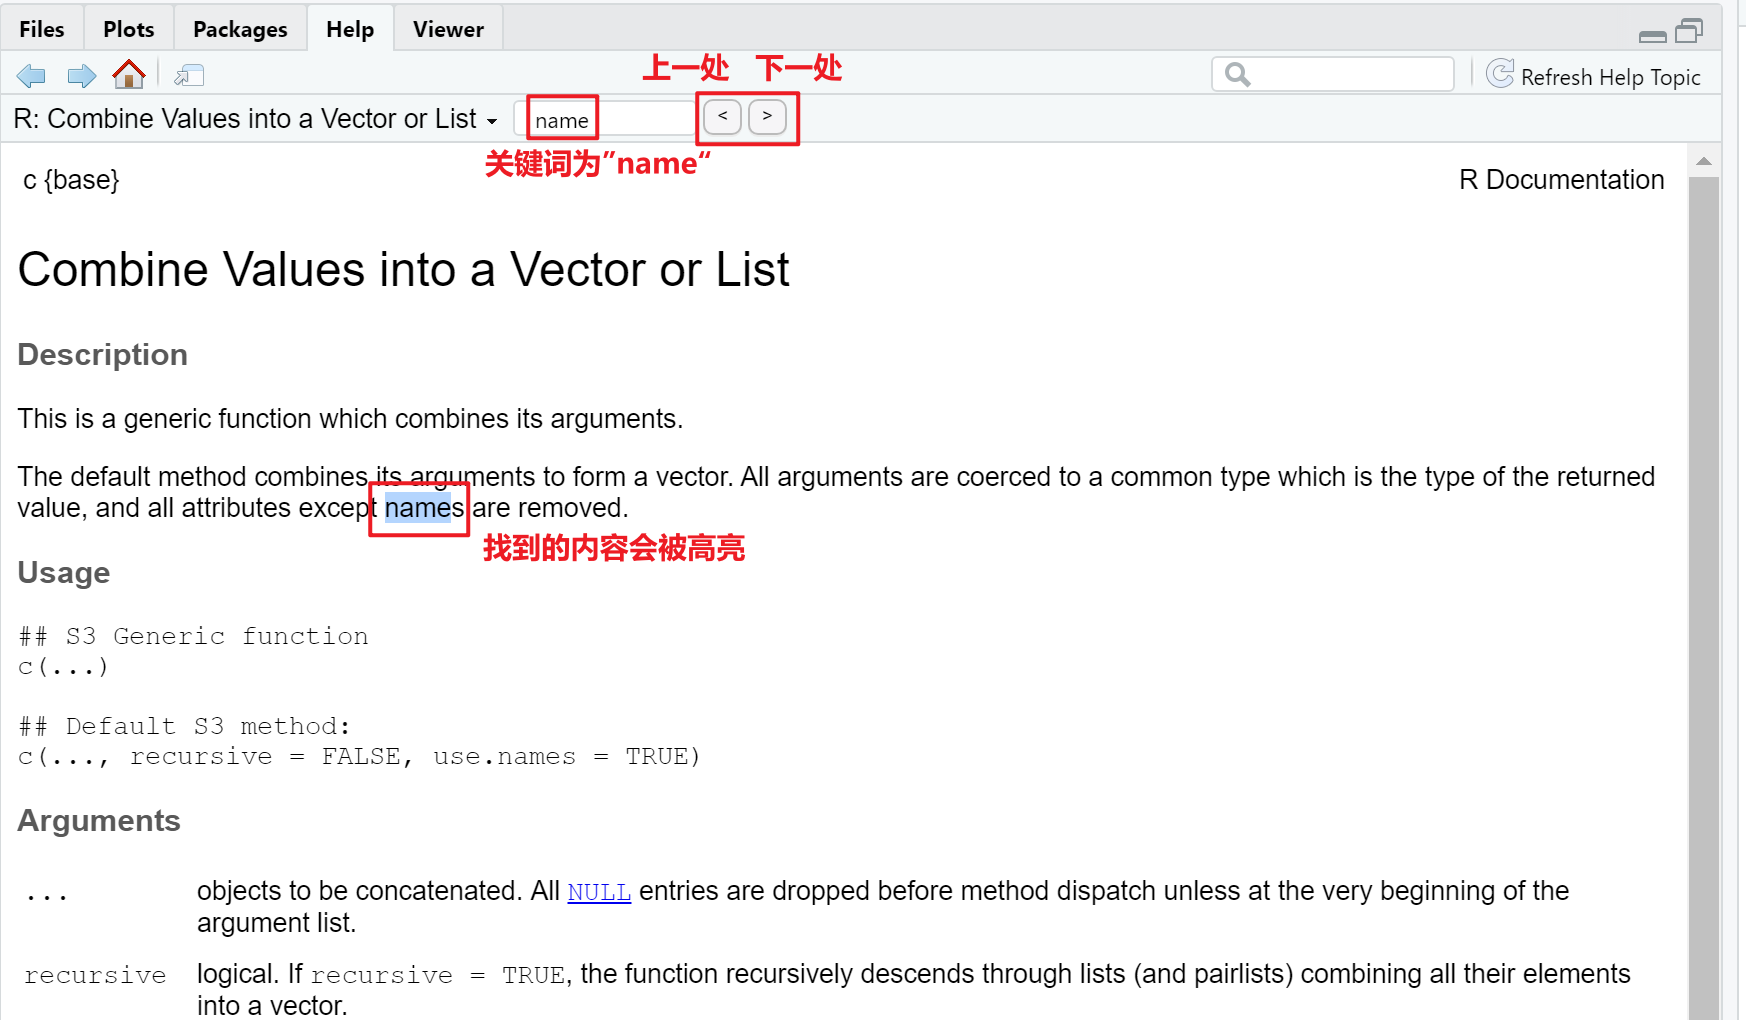 Files Plots Packages Help Viewer
上一处 下一处
Refresh Help Topic
R: Combine Values into a Vector or List name < >
关键词为”name“
c {base} R Documentation
Combine Values into a Vector or List
Description
This is a generic function which combines its arguments.
The default method combines its arguments to form a vector. All arguments are coerced to a common type which is the type of the returned
value, and all attributes except names are removed.
找到的内容会被高亮
Usage
## S3 Generic function
c(...)
## Default S3 method:
c(..., recursive = FALSE, use.names = TRUE)
Arguments
... objects to be concatenated. All NULL entries are dropped before method dispatch unless at the very beginning of the
argument list.
recursive logical. If recursive = TRUE, the function recursively descends through lists (and pairlists) combining all their elements
into a vector.